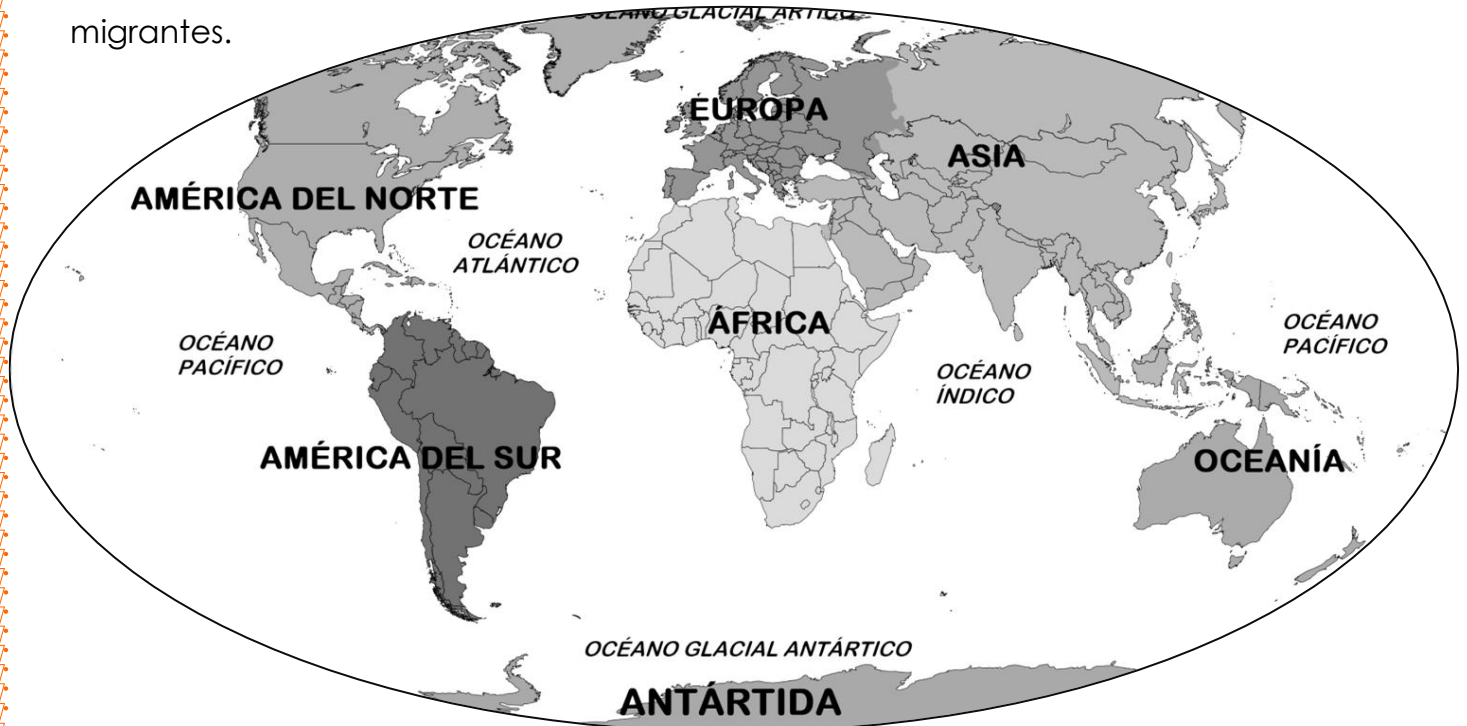 migrantes.
OCÉANO GLACIAL ÁRTICO
EUROPA
ASIA
AMÉRICA DEL NORTE
OCÉANO
ATLÁNTICO
ÁFRICA
OCÉANO
PACÍFICO
OCÉANO
PACÍFICO
OCÉANO
ÍNDICO
AMÉRICA DEL SUR
OCEANÍA
OCÉANO GLACIAL ANTÁRTICO
ANTÁRTIDA